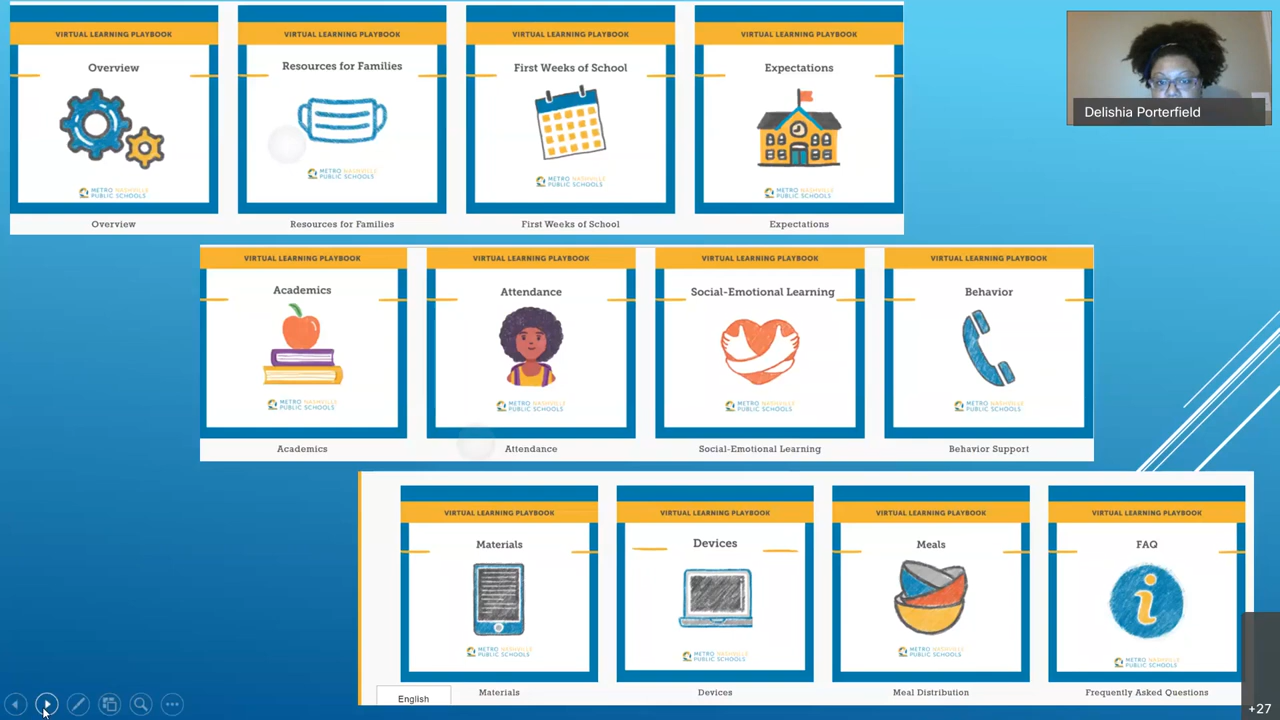 VIRTUAL LEARNING PLAYBOOK
Overview
METRO NASHVILLE
PUBLIC SCHOOLS
Overview
VIRTUAL LEARNING PLAYBOOK
Resources for Families
METRO NASHVILLE
PUBLIC SCHOOLS
Resources for Families
VIRTUAL LEARNING PLAYBOOK
First Weeks of School
METRO NASHVILLE
PUBLIC SCHOOLS
First Weeks of School
VIRTUAL LEARNING PLAYBOOK
Expectations
METRO NASHVILLE
PUBLIC SCHOOLS
Expectations
Delishia Porterfield
VIRTUAL LEARNING PLAYBOOK
Academics
METRO NASHVILLE
PUBLIC SCHOOLS
Academics
VIRTUAL LEARNING PLAYBOOK
Attendance
METRO NASHVILLE
PUBLIC SCHOOLS
Attendance
VIRTUAL LEARNING PLAYBOOK
Social-Emotional Learning
METRO NASHVILLE
PUBLIC SCHOOLS
Social-Emotional Learning
VIRTUAL LEARNING PLAYBOOK
Behavior
METRO NASHVILLE
PUBLIC SCHOOLS
Behavior Support
VIRTUAL LEARNING PLAYBOOK
Materials
METRO NASHVILLE
PUBLIC SCHOOLS
Materials
VIRTUAL LEARNING PLAYBOOK
Devices
METRO NASHVILLE
PUBLIC SCHOOLS
Devices
VIRTUAL LEARNING PLAYBOOK
Meals
METRO NASHVILLE
PUBLIC SCHOOLS
Meal Distribution
VIRTUAL LEARNING PLAYBOOK
FAQ
METRO NASHVILLE
PUBLIC SCHOOLS
Frequently Asked Questions
English
+27